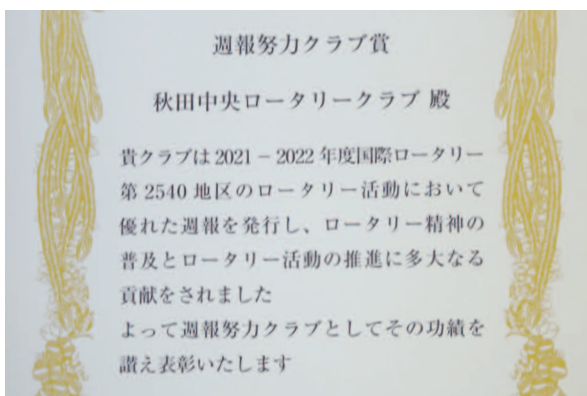 週報努力クラブ賞
秋田中央ロータリークラブ 殿
貴クラブは 2021 − 2022 年度国際ロータリー
第 2540 地区のロータリー活動において
優れた週報を発行し、ロータリー精神の
普及とロータリー活動の推進に多大なる
貢献をされました
よって週報努力クラブとしてその功績を
讃え表彰いたします